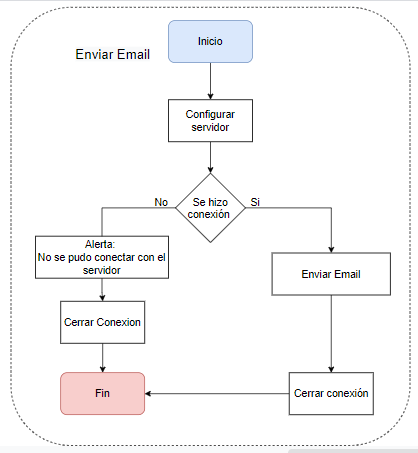 Inicio
Enviar Email
Configurar
servidor
Se hizo
conexión
No
Si
Alerta:
No se pudo conectar con el
servidor
Enviar Email
Cerrar Conexion
Fin
Cerrar conexión